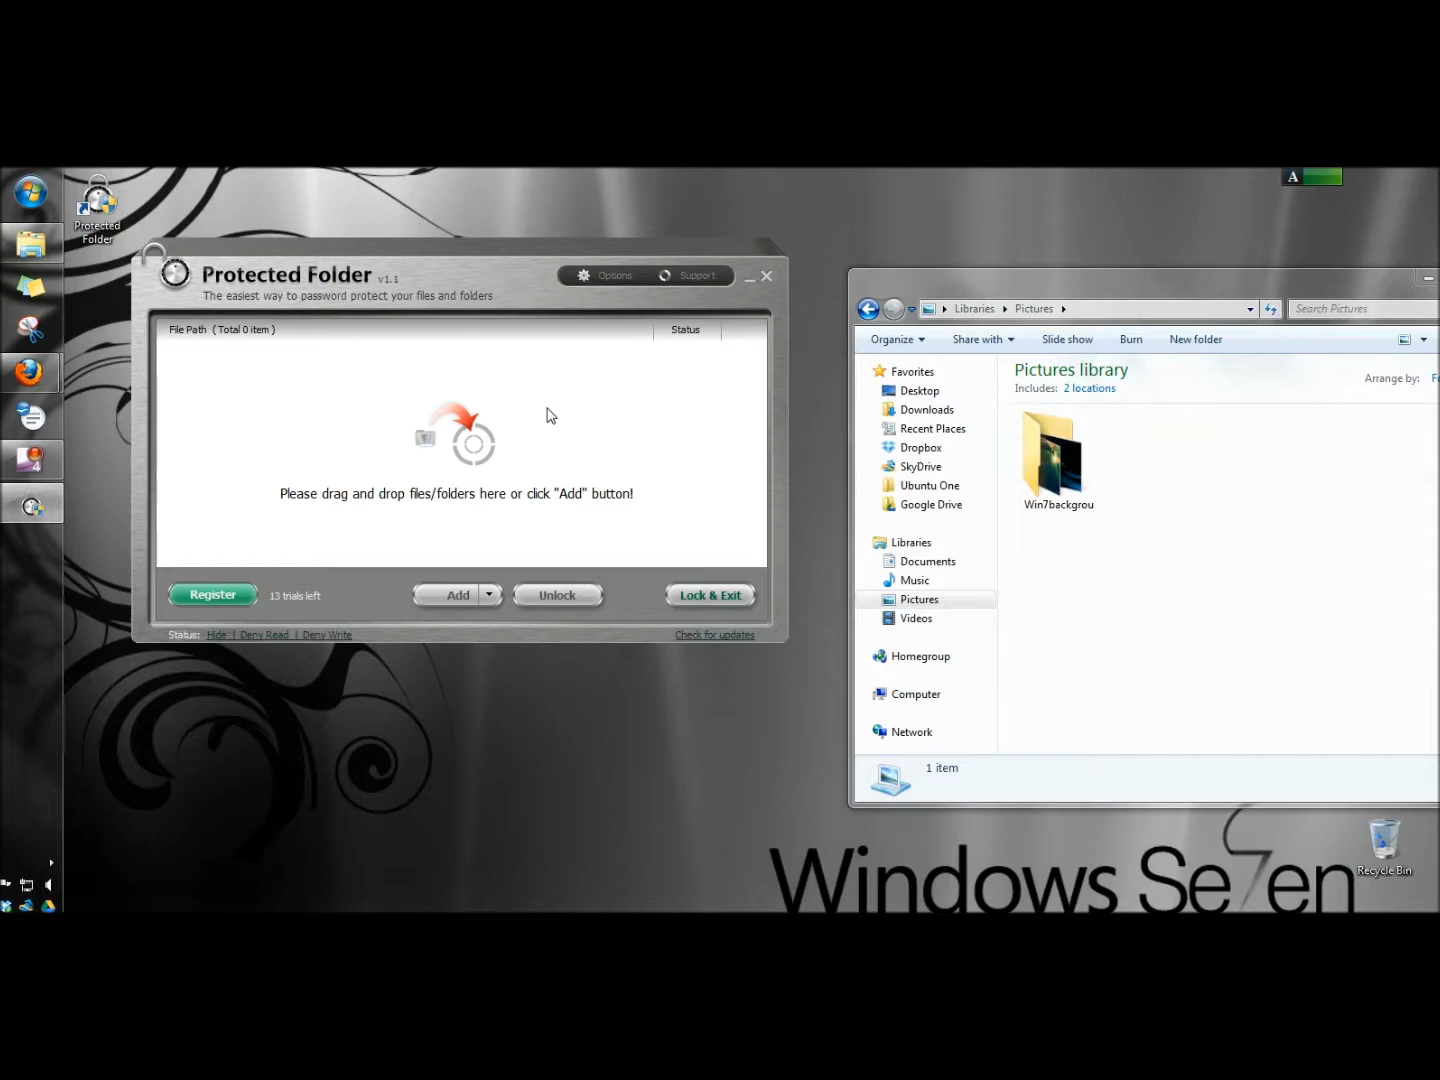 A
Protected
Folder
Protected Folder v1.1
The easiest way to password protect your files and folders
Options
Support
File Path ( Total 0 item )
Status
Please drag and drop files/folders here or click "Add" button!
Register
13 trials left
Add
Unlock
Lock & Exit
Status: Hide | Deny Read | Deny Write
Check for updates
Libraries
Pictures
Search Pictures
Organize
Share with
Slide show
Burn
New folder
Favorites
Desktop
Downloads
Recent Places
Dropbox
SkyDrive
Ubuntu One
Google Drive
Libraries
Documents
Music
Pictures
Videos
Homegroup
Computer
Network
Pictures library
Includes: 2 locations
Arrange by:
Win7backgrou
1 item
4
Windows Se7en
Recycle Bin